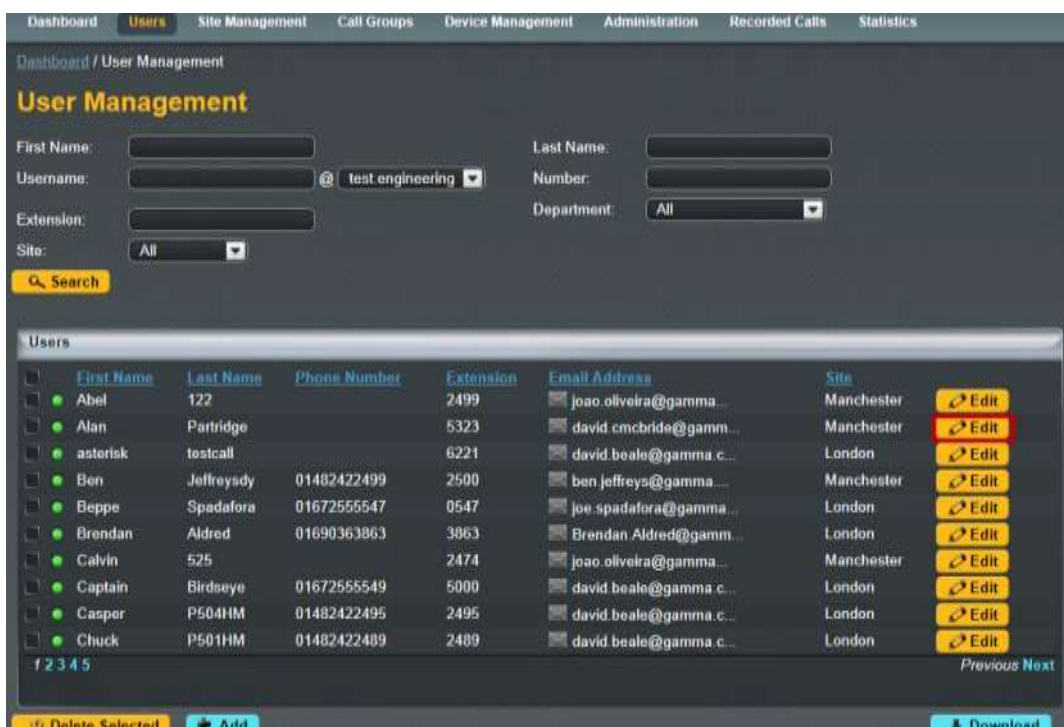 Dashboard Users Site Management Call Groups Device Management Administration Recorded Calls Statistics
Dashboard / User Management
User Management
First Name: Last Name:
Username: @ test.engineering Number:
Extension: Department: All
Site: All
Search
Users
First Name Last Name Phone Number Extension Email Address Site
Abel 122 2499 joao.oliveira@gamma... Manchester Edit
Alan Partridge 5323 david.cmcbride@gamm... Manchester Edit
asterisk testcall 6221 david.beale@gamma.c... London Edit
Ben Jeffreysdy 01482422499 2500 ben.jeffreys@gamma.... Manchester Edit
Beppe Spadafora 01672555547 0547 joe.spadafora@gamma... London Edit
Brendan Aldred 01690363863 3863 Brendan.Aldred@gamm... London Edit
Calvin 525 2474 joao.oliveira@gamma... Manchester Edit
Captain Birdseye 01672555549 5000 david.beale@gamma.c... London Edit
Casper P504HM 01482422495 2495 david.beale@gamma.c... London Edit
Chuck P501HM 01482422489 2489 david.beale@gamma.c... London Edit
1 2 3 4 5 Previous Next
Delete Selected Add Download